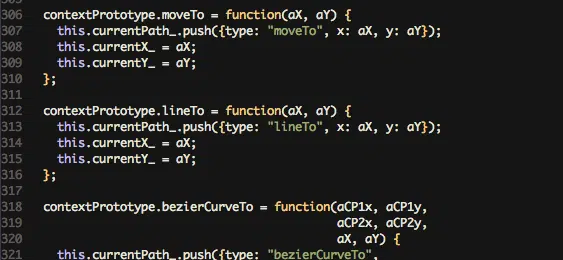 306 contextPrototype.moveTo = function(aX, aY) {
307   this.currentPath_.push({type: "moveTo", x: aX, y: aY});
308   this.currentX_ = aX;
309   this.currentY_ = aY;
310 };
311
312 contextPrototype.lineTo = function(aX, aY) {
313   this.currentPath_.push({type: "lineTo", x: aX, y: aY});
314   this.currentX_ = aX;
315   this.currentY_ = aY;
316 };
317
318 contextPrototype.bezierCurveTo = function(aCP1x, aCP1y,
319                                           aCP2x, aCP2y,
320                                           aX, aY) {
321   this.currentPath_.push({type: "bezierCurveTo",